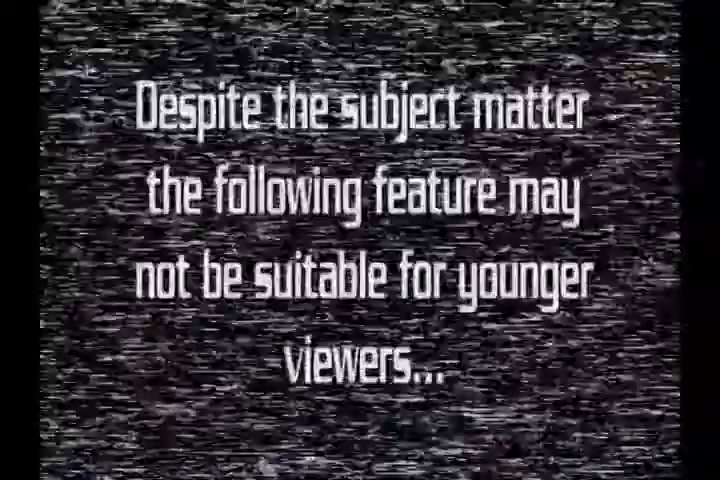 Despite the subject matter
the following feature may
not be suitable for younger
viewers...